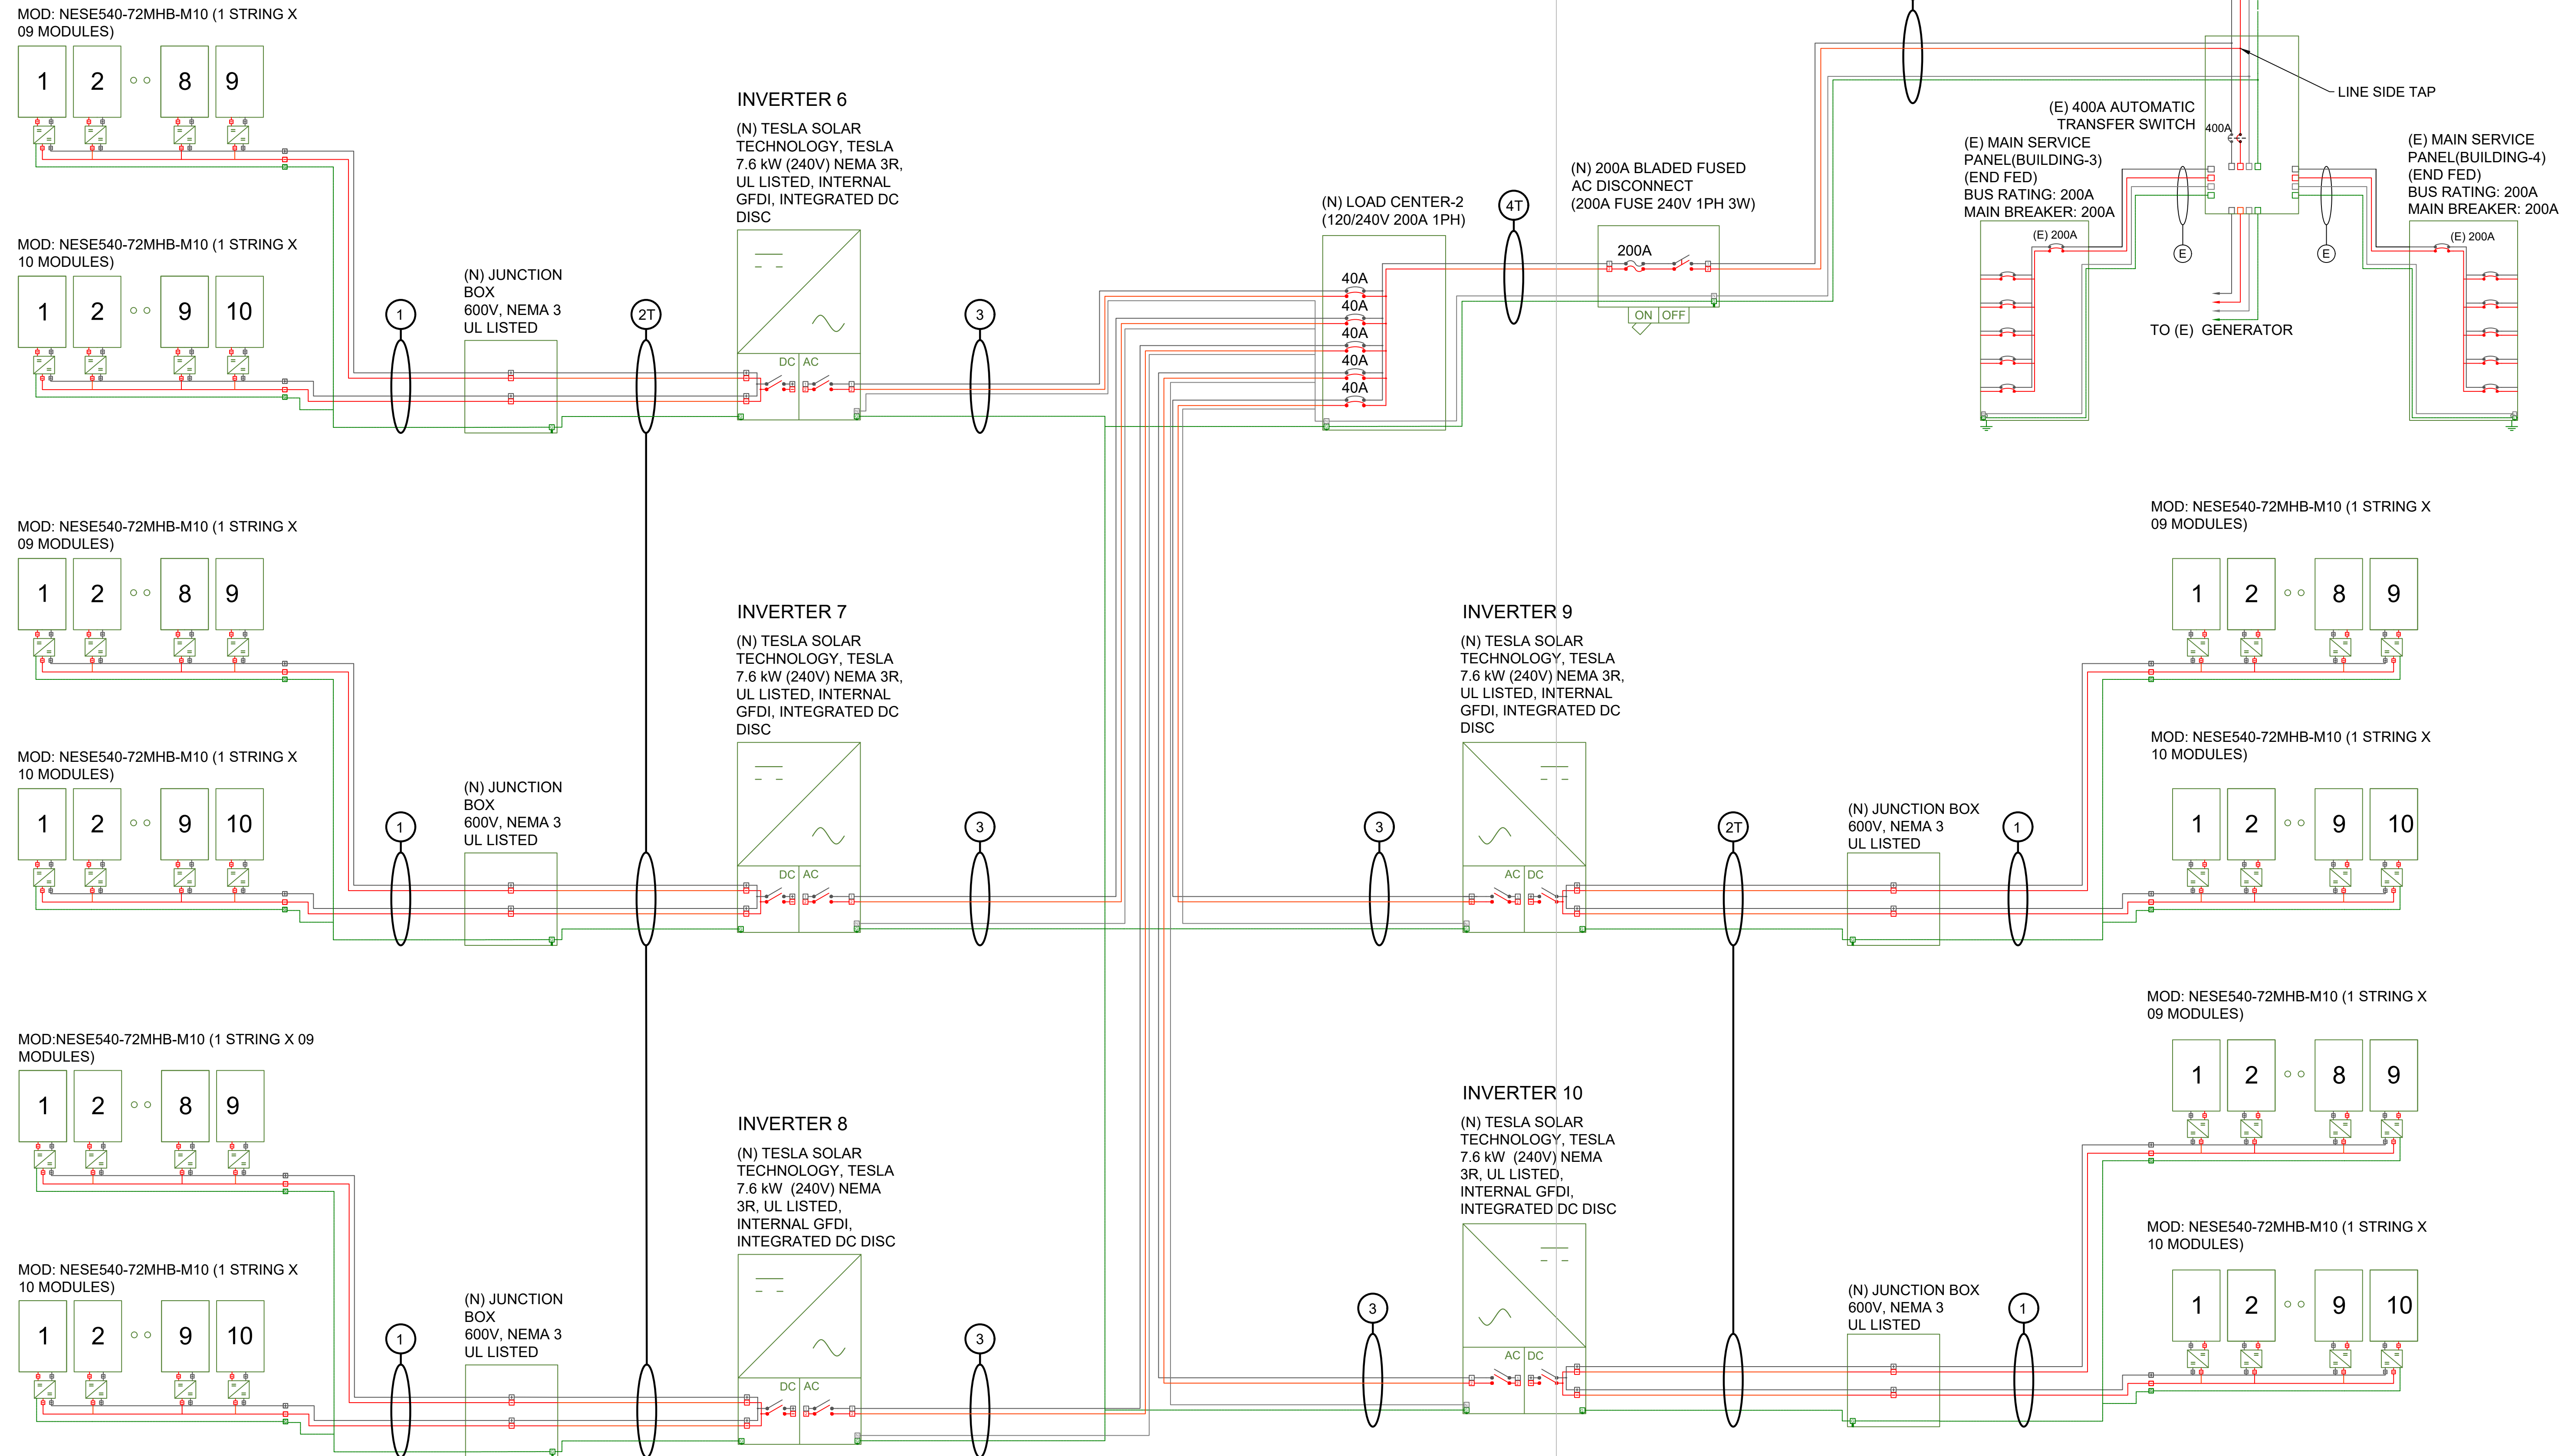 MOD: NESE540-72MHB-M10 (1 STRING X
09 MODULES)
1 2 8 9
MOD: NESE540-72MHB-M10 (1 STRING X
10 MODULES)
1 2 9 10
1
(N) JUNCTION
BOX
600V, NEMA 3
UL LISTED
2T
INVERTER 6
(N) TESLA SOLAR
TECHNOLOGY, TESLA
7.6 kW (240V) NEMA 3R,
UL LISTED, INTERNAL
GFDI, INTEGRATED DC
DISC
DC AC
3
(N) LOAD CENTER-2
(120/240V 200A 1PH)
40A
40A
40A
40A
40A
4T
(N) 200A BLADED FUSED
AC DISCONNECT
(200A FUSE 240V 1PH 3W)
200A
ON OFF
LINE SIDE TAP
(E) 400A AUTOMATIC
TRANSFER SWITCH
400A
(E) MAIN SERVICE
PANEL(BUILDING-3)
(END FED)
BUS RATING: 200A
MAIN BREAKER: 200A
(E) 200A
E
E
TO (E) GENERATOR
(E) MAIN SERVICE
PANEL(BUILDING-4)
(END FED)
BUS RATING: 200A
MAIN BREAKER: 200A
(E) 200A
MOD: NESE540-72MHB-M10 (1 STRING X
09 MODULES)
1 2 8 9
MOD: NESE540-72MHB-M10 (1 STRING X
10 MODULES)
1 2 9 10
1
(N) JUNCTION
BOX
600V, NEMA 3
UL LISTED
INVERTER 7
(N) TESLA SOLAR
TECHNOLOGY, TESLA
7.6 kW (240V) NEMA 3R,
UL LISTED, INTERNAL
GFDI, INTEGRATED DC
DISC
DC AC
3
3
INVERTER 9
(N) TESLA SOLAR
TECHNOLOGY, TESLA
7.6 kW (240V) NEMA 3R,
UL LISTED, INTERNAL
GFDI, INTEGRATED DC
DISC
AC DC
2T
(N) JUNCTION BOX
600V, NEMA 3
UL LISTED
1
MOD: NESE540-72MHB-M10 (1 STRING X
09 MODULES)
1 2 8 9
MOD: NESE540-72MHB-M10 (1 STRING X
10 MODULES)
1 2 9 10
MOD:NESE540-72MHB-M10 (1 STRING X 09
MODULES)
1 2 8 9
MOD: NESE540-72MHB-M10 (1 STRING X
10 MODULES)
1 2 9 10
1
(N) JUNCTION
BOX
600V, NEMA 3
UL LISTED
INVERTER 8
(N) TESLA SOLAR
TECHNOLOGY, TESLA
7.6 kW (240V) NEMA
3R, UL LISTED,
INTERNAL GFDI,
INTEGRATED DC DISC
DC AC
3
3
INVERTER 10
(N) TESLA SOLAR
TECHNOLOGY, TESLA
7.6 kW (240V) NEMA
3R, UL LISTED,
INTERNAL GFDI,
INTEGRATED DC DISC
AC DC
(N) JUNCTION BOX
600V, NEMA 3
UL LISTED
1
MOD: NESE540-72MHB-M10 (1 STRING X
09 MODULES)
1 2 8 9
MOD: NESE540-72MHB-M10 (1 STRING X
10 MODULES)
1 2 9 10